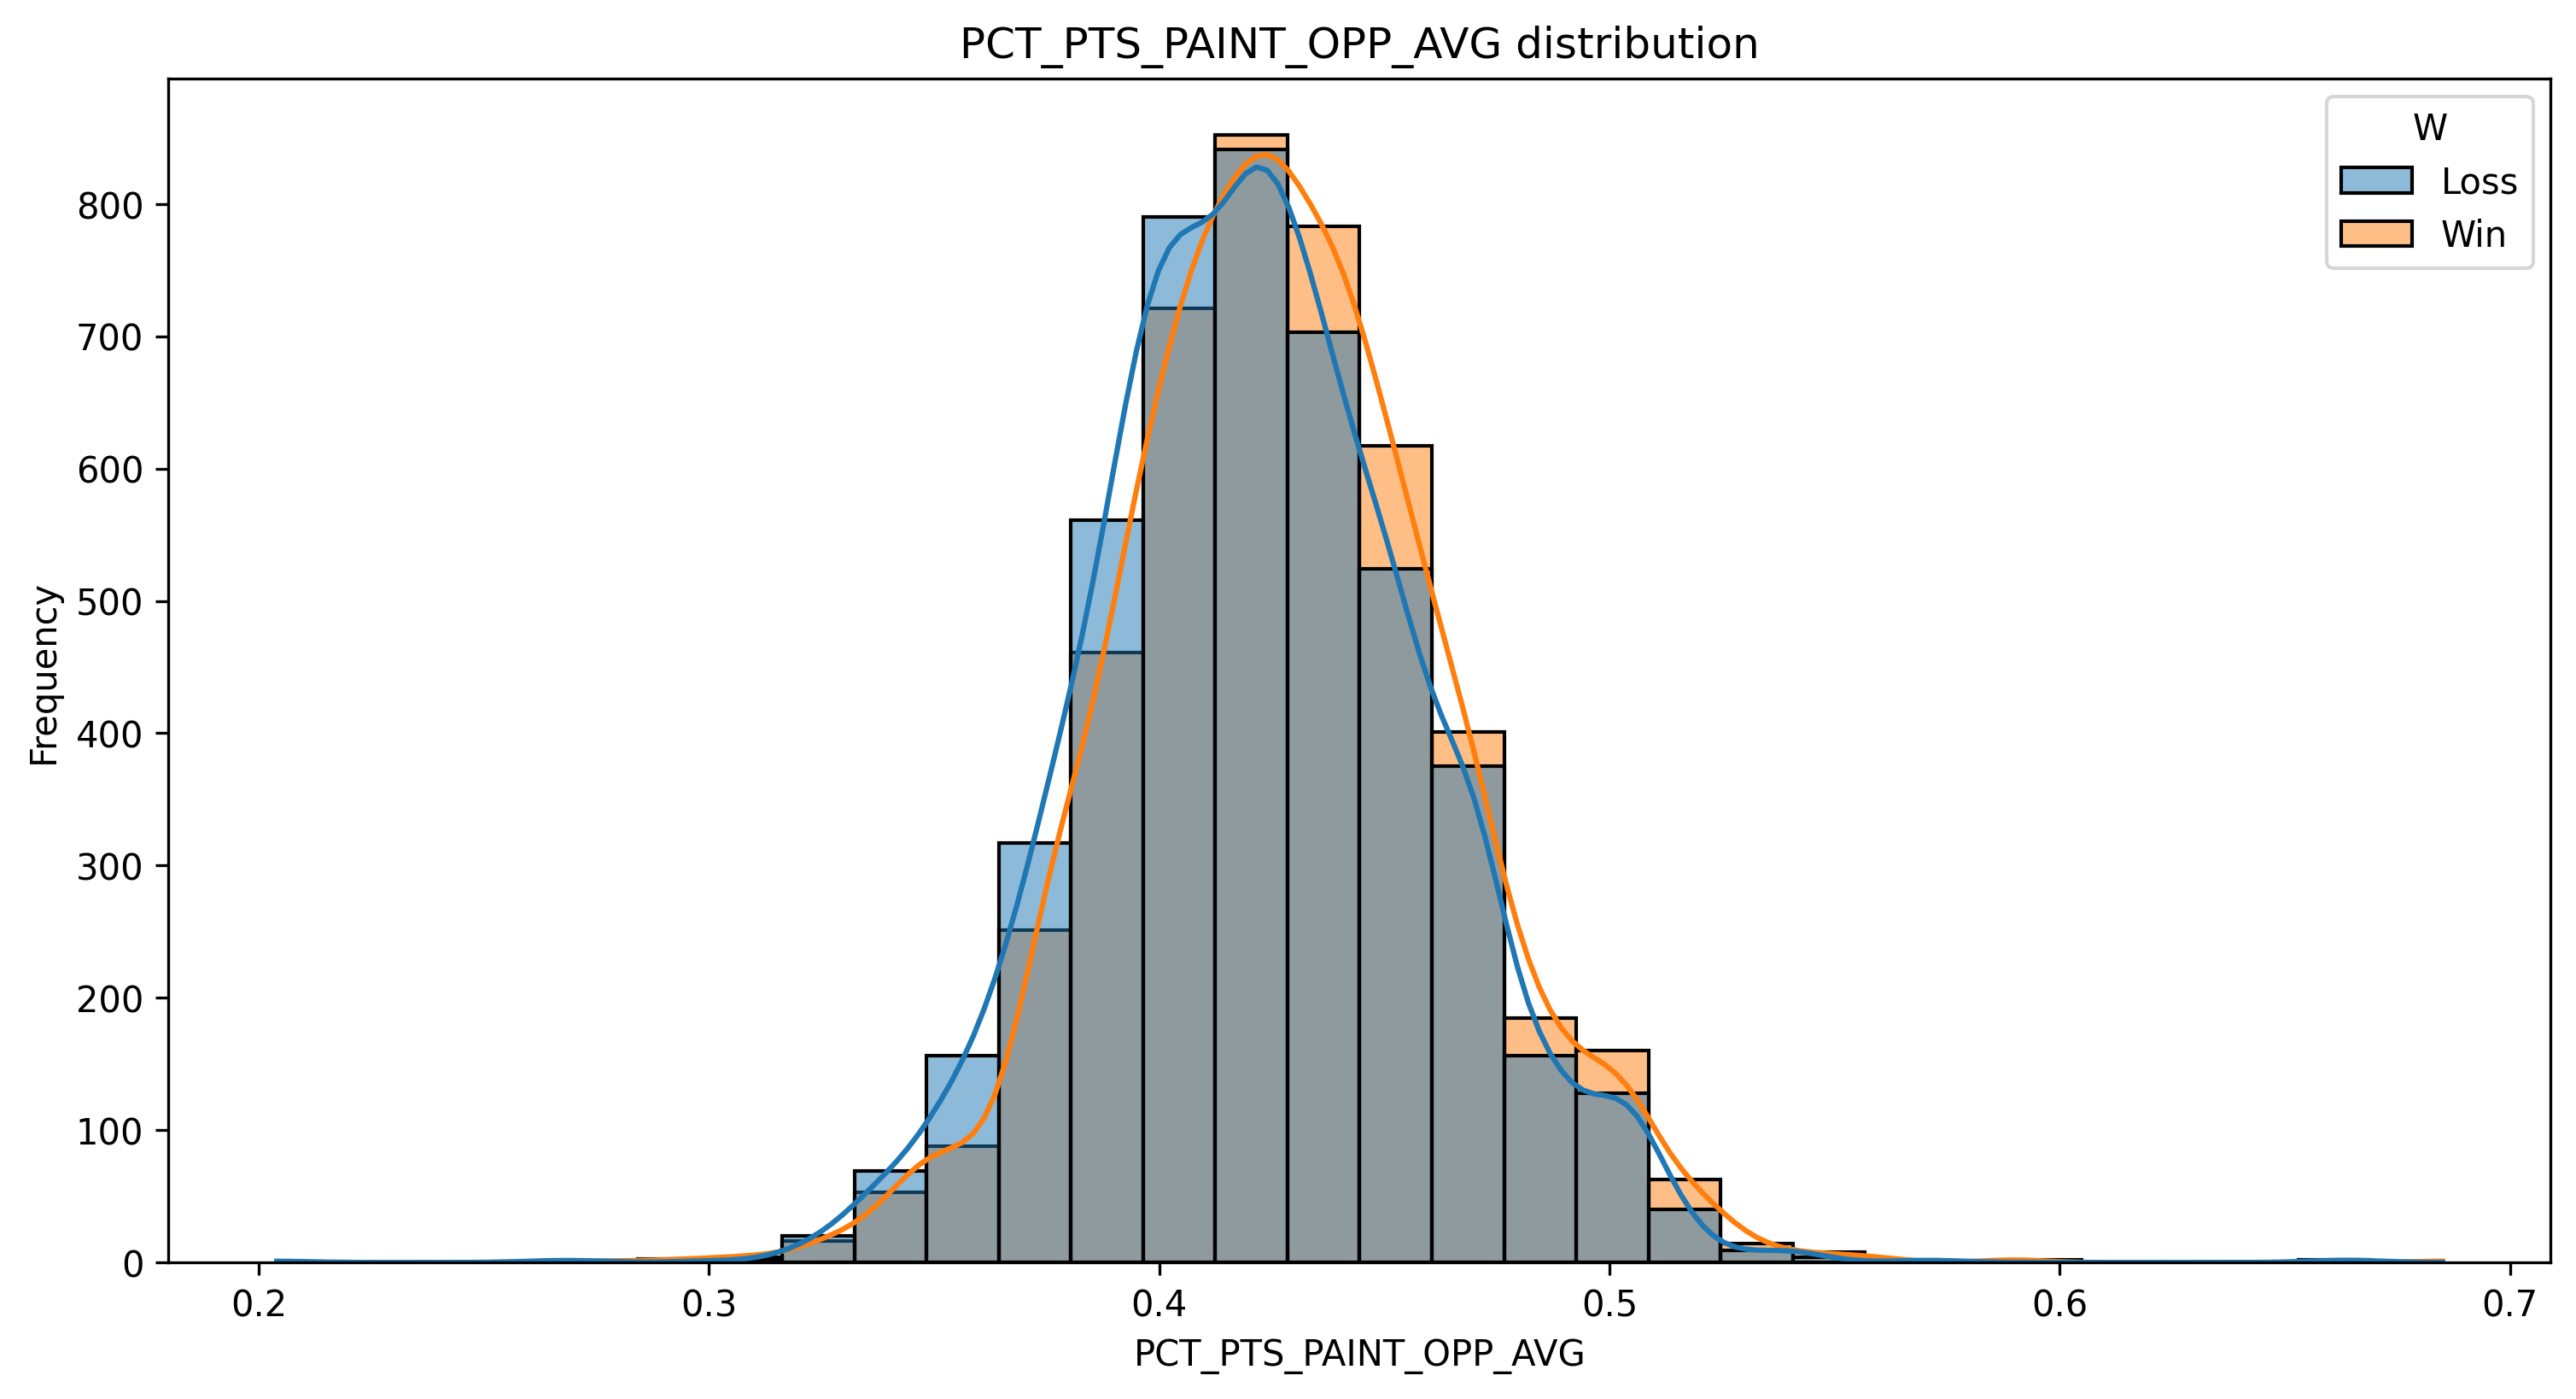 PCT_PTS_PAINT_OPP_AVG distribution
W
Loss
Win
Frequency
800
700
600
500
400
300
200
100
0
0.2 0.3 0.4 0.5 0.6 0.7
PCT_PTS_PAINT_OPP_AVG